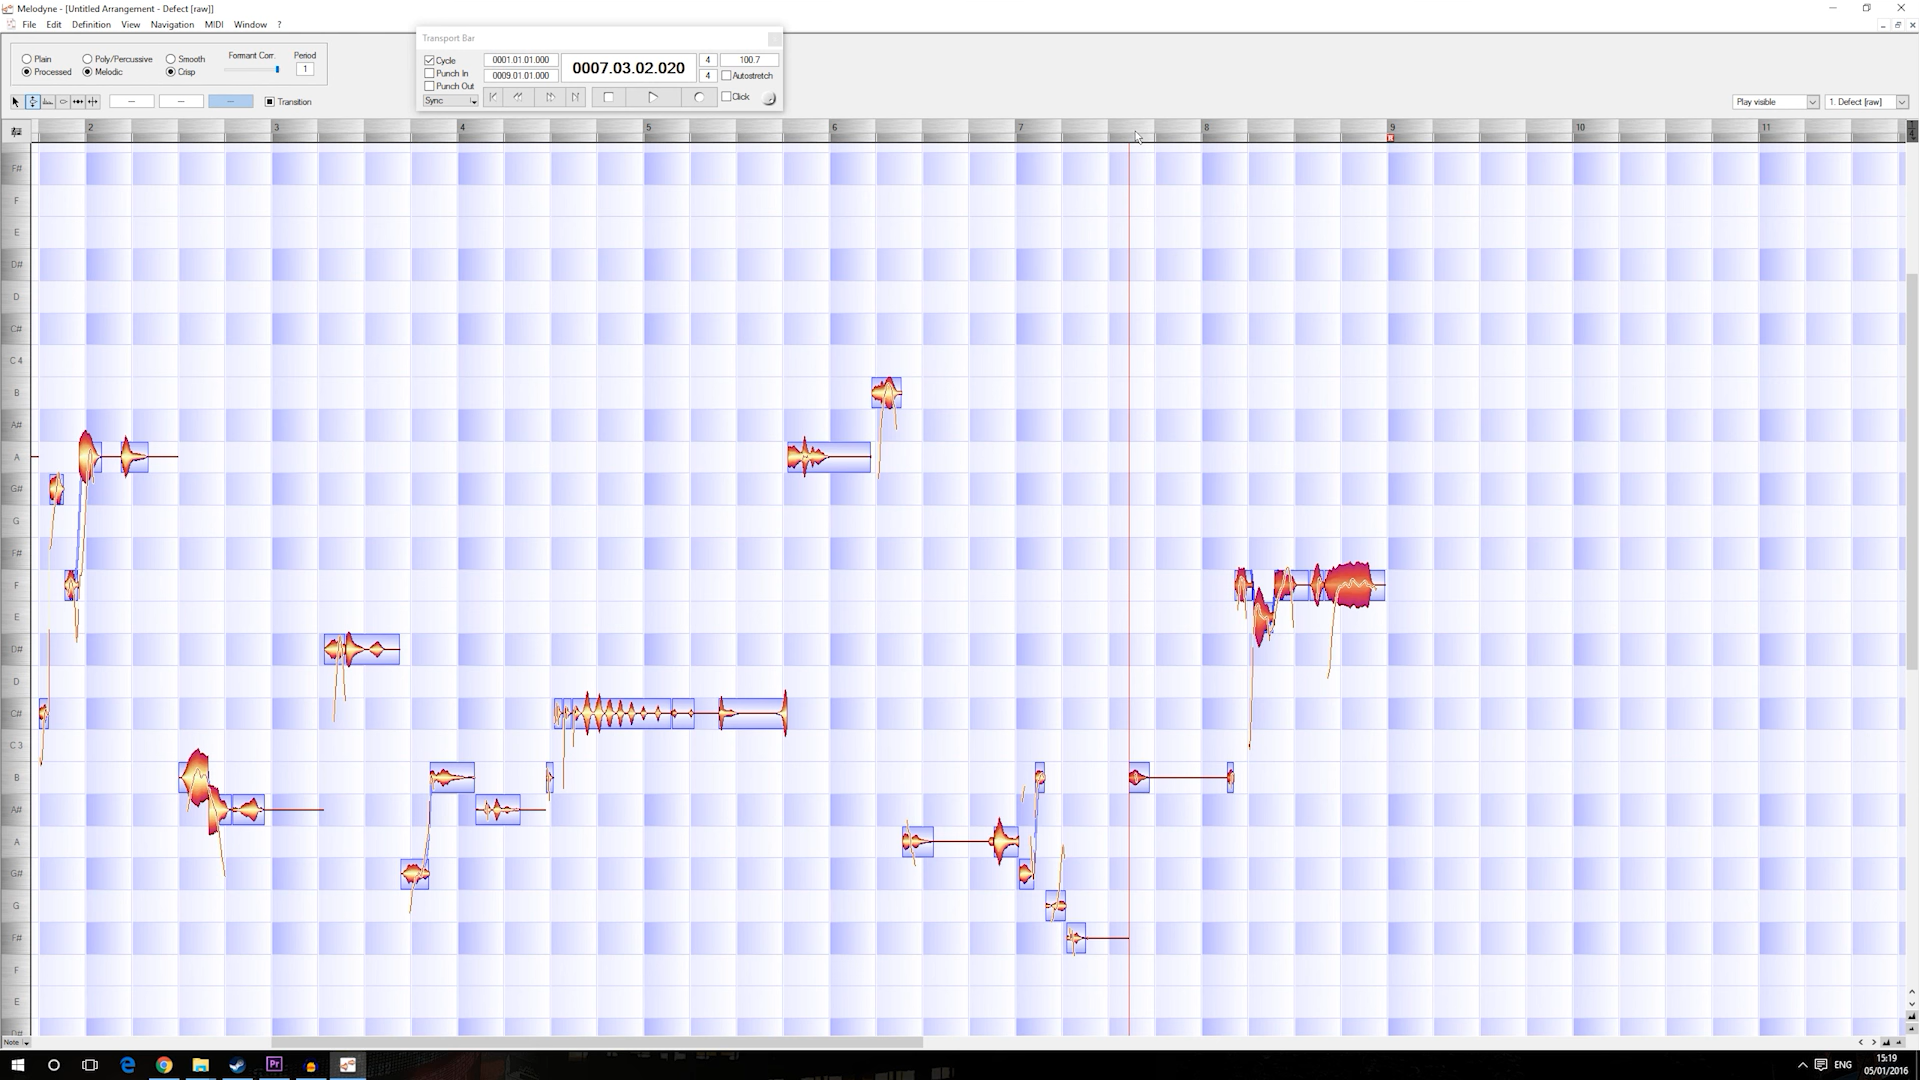 Melodyne - [Untitled Arrangement - Defect [raw]]
File Edit Definition View Navigation MIDI Window ?
Transport Bar
Plain Poly/Percussive Smooth Formant Corr. Period
Processed Melodic Crisp 1
Cycle 0001.01.01.000 0007.03.02.020 4 100.7
Punch In 0009.01.01.000 4 Autostretch
Punch Out
Sync Click
— — — Transition
Play visible 1. Defect [raw]
2 3 4 5 6 7 8 9 10 11
F#
F
E
D#
D
C#
C 4
B
A#
A
G#
G
F#
F
E
D#
D
C#
C 3
B
A#
A
G#
G
F#
F
E
D#
Note
Pr
ENG 15:19
05/01/2016